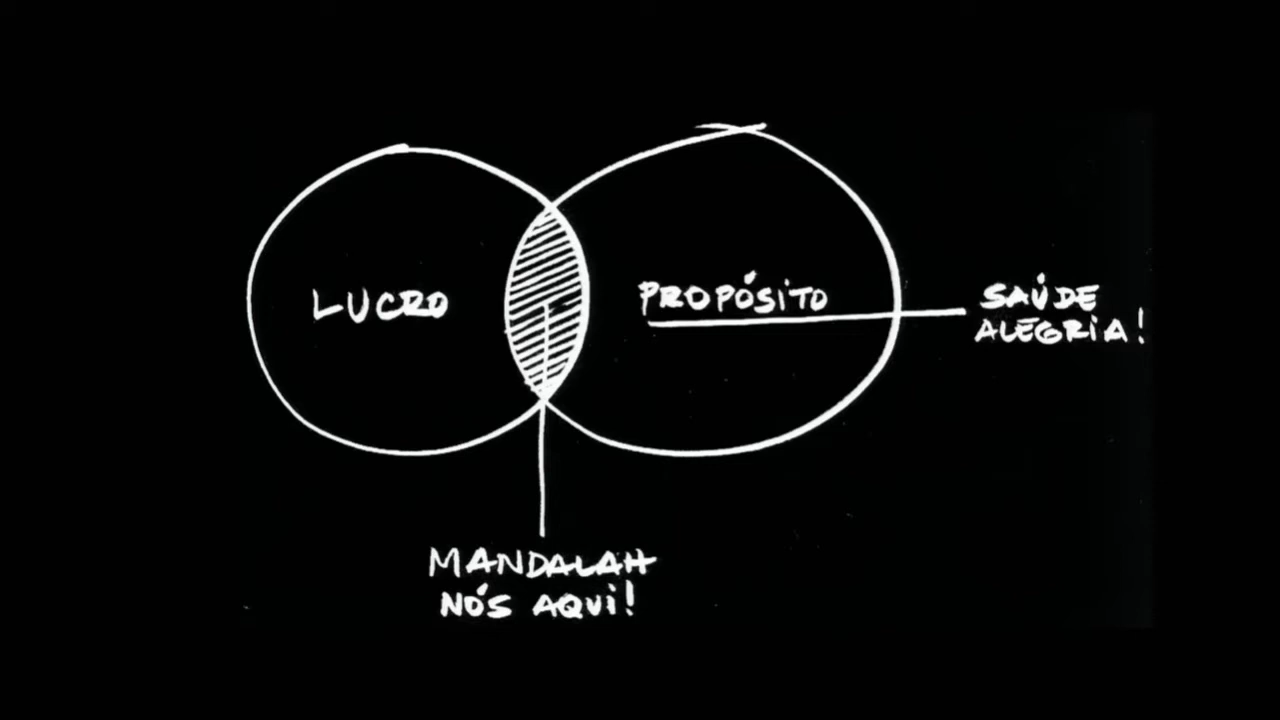 LUCRO
PROPÓSITO
SAÚDE
ALEGRIA!
MANDALAH
NÓS AQUI!